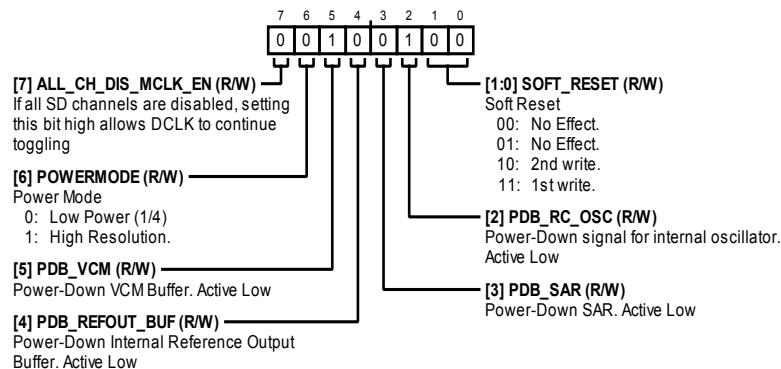 7 6 5 4 3 2 1 0
0 0 1 0 0 1 0 0
[7] ALL_CH_DIS_MCLK_EN (R/W)
If all SD channels are disabled, setting
this bit high allows DCLK to continue
toggling
[6] POWERMODE (R/W)
Power Mode
0: Low Power (1/4)
1: High Resolution.
[5] PDB_VCM (R/W)
Power-Down VCM Buffer. Active Low
[4] PDB_REFOUT_BUF (R/W)
Power-Down Internal Reference Output
Buffer. Active Low
[1:0] SOFT_RESET (R/W)
Soft Reset
00: No Effect.
01: No Effect.
10: 2nd write.
11: 1st write.
[2] PDB_RC_OSC (R/W)
Power-Down signal for internal oscillator.
Active Low
[3] PDB_SAR (R/W)
Power-Down SAR. Active Low